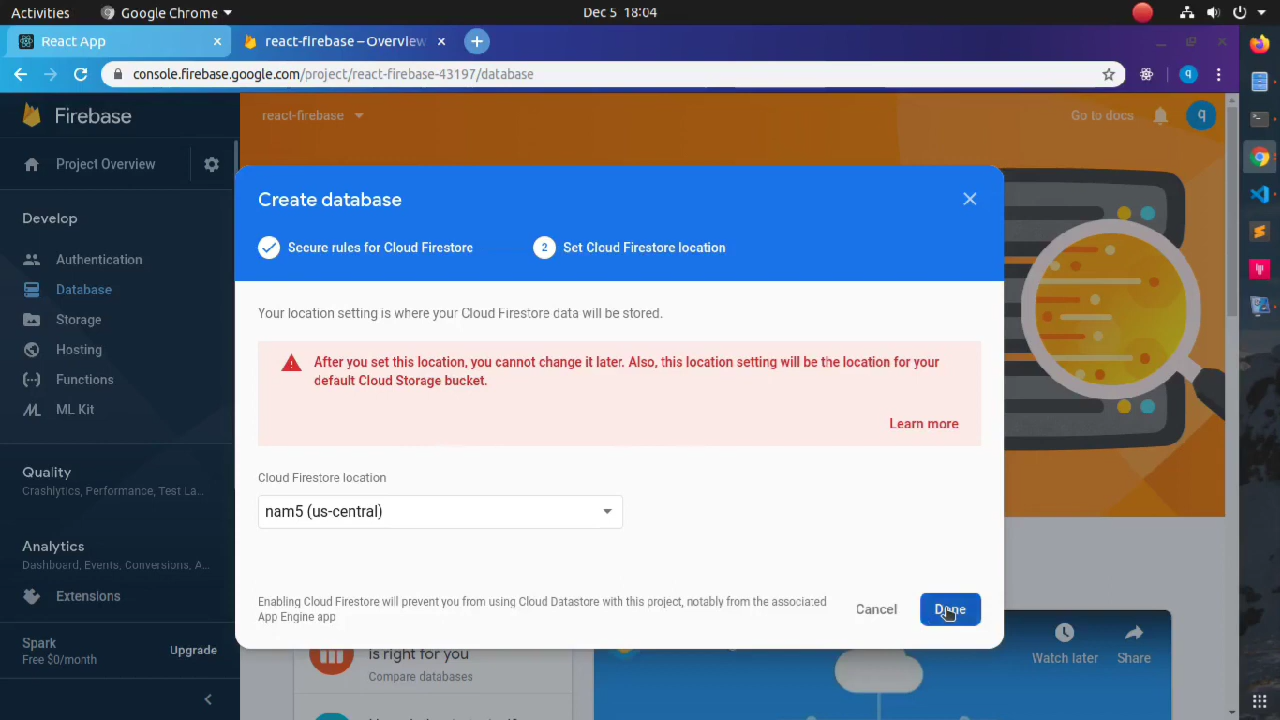 Activities
Google Chrome
Dec 5 18:04
React App
react-firebase – Overview
console.firebase.google.com/project/react-firebase-43197/database
q
Firebase
react-firebase
Go to docs
q
Project Overview
Develop
Authentication
Database
Storage
Hosting
Functions
ML Kit
Quality
Crashlytics, Performance, Test La...
Analytics
Dashboard, Events, Conversions, A...
Extensions
Spark
Free $0/month
Upgrade
Create database
Secure rules for Cloud Firestore
2 Set Cloud Firestore location
Your location setting is where your Cloud Firestore data will be stored.
After you set this location, you cannot change it later. Also, this location setting will be the location for your
default Cloud Storage bucket.
Learn more
Cloud Firestore location
nam5 (us-central)
Enabling Cloud Firestore will prevent you from using Cloud Datastore with this project, notably from the associated
App Engine app
Cancel
Done
is right for you
Compare databases
Watch later
Share